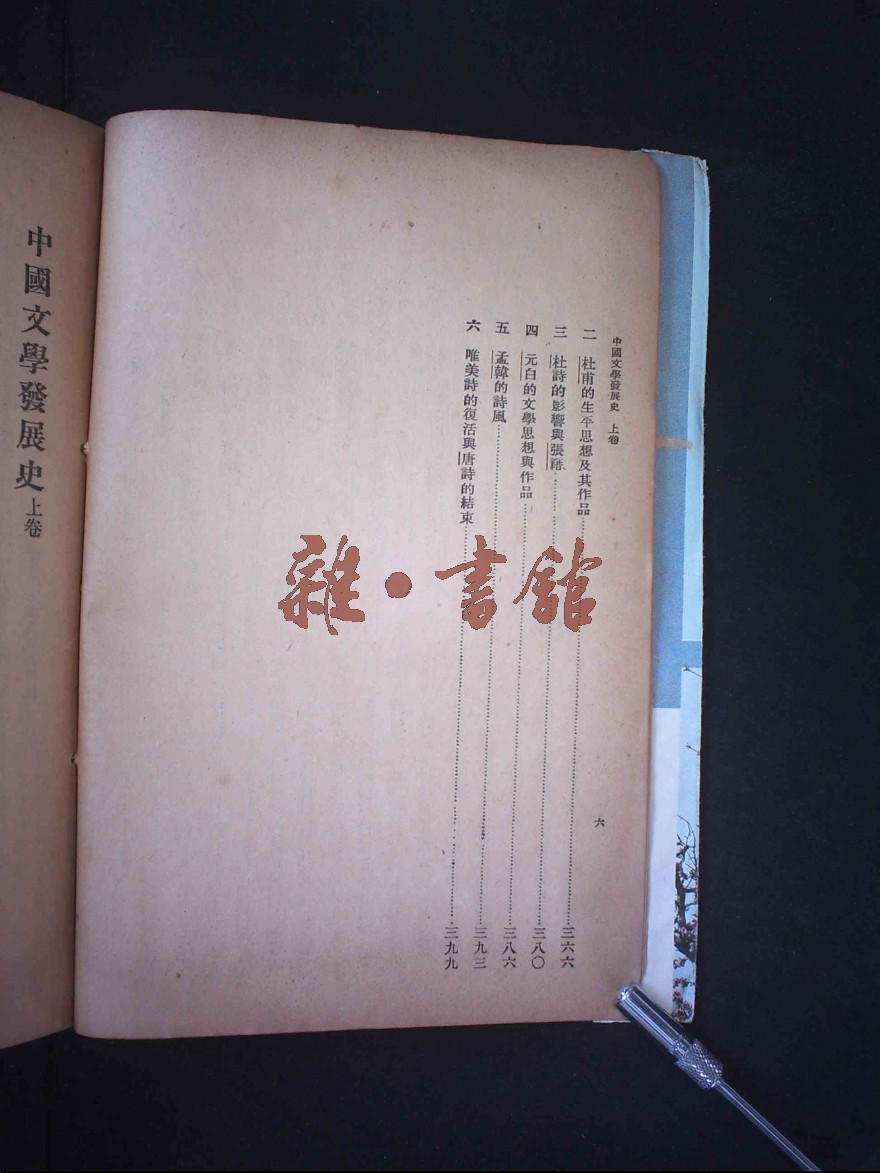 中國文學發展史 上卷
二 杜甫的生平思想及其作品……三六六
三 杜詩的影響與張籍……三八〇
四 元白的文學思想與作品……三八六
五 孟韓的詩風……三九三
六 唯美詩的復活與唐詩的結束……三九九
六
中國文學發展史 上卷
雜·書館